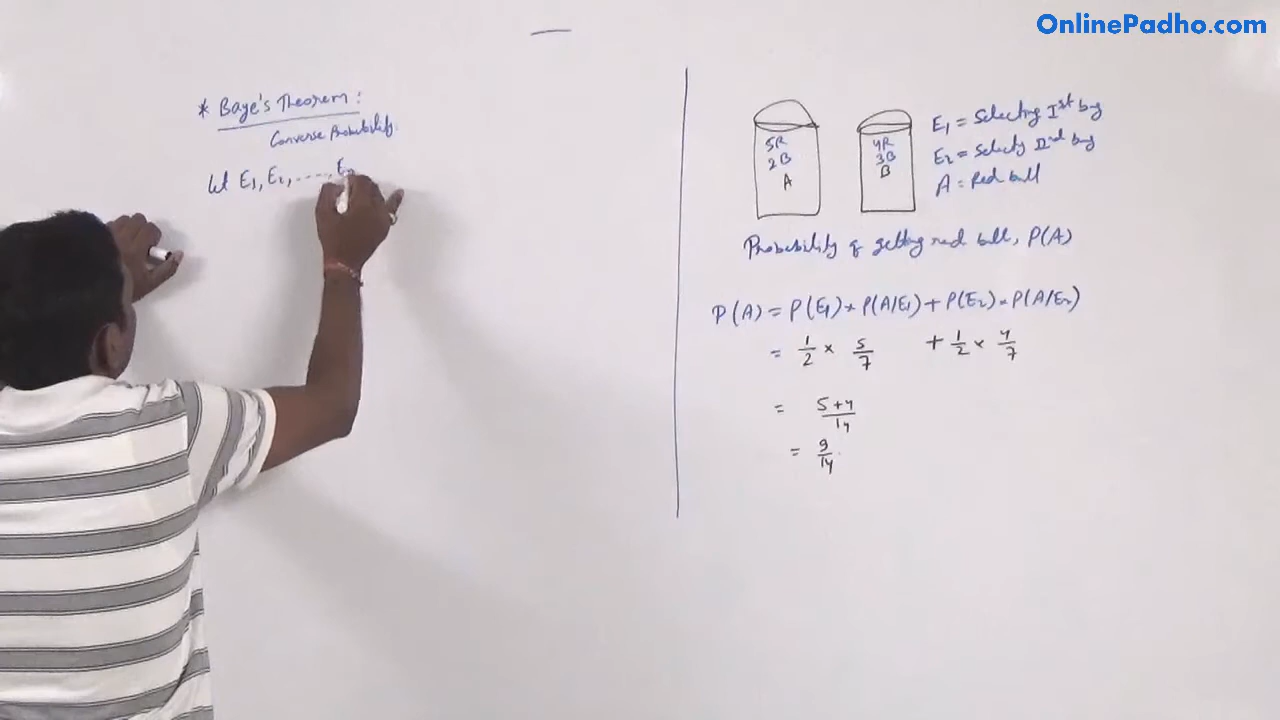 OnlinePadho.com
* Baye's Theorem :
Converse Probability.
Let E1, E2, ....., En
5R
2B
A
4R
3B
B
E1 = Selecting Ist bag
E2 = Selecting IInd bag
A = Red ball
Probability of getting red ball, P(A)
P(A) = P(E1) × P(A/E1) + P(E2) × P(A/E2)
= 1/2 × 5/7 + 1/2 × 4/7
= 5+4/14
= 9/14